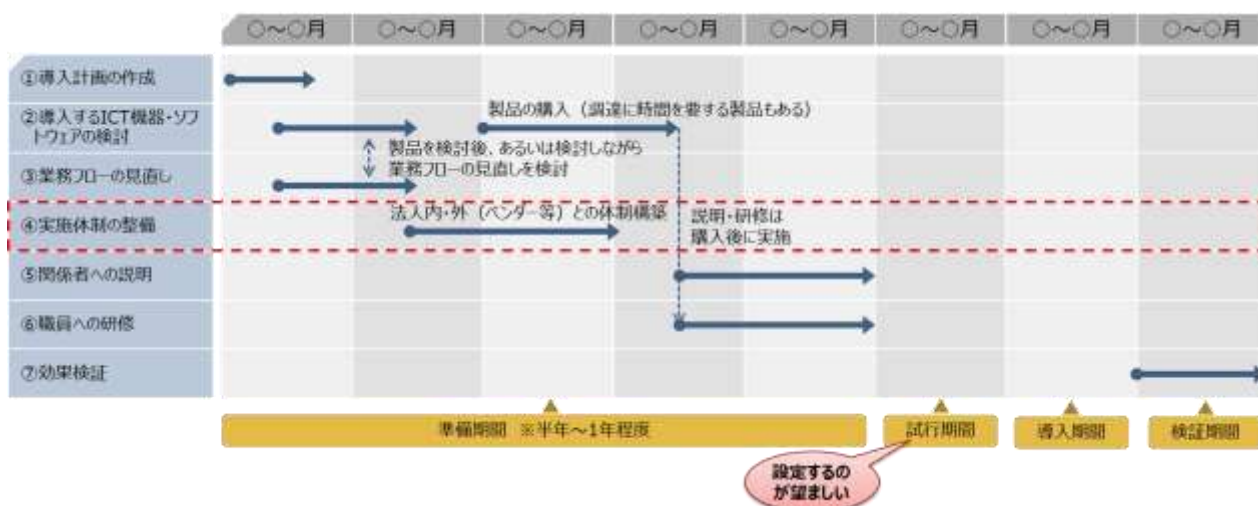 ○～○月 ○～○月 ○～○月 ○～○月 ○～○月 ○～○月 ○～○月 ○～○月
①導入計画の作成
②導入するICT機器・ソフ
トウェアの検討
製品の購入（調達に時間を要する製品もある）
製品を検討後、あるいは検討しながら
業務フローの見直しを検討
③業務フローの見直し
④実施体制の整備
法人内・外（ベンダー等）との体制構築
説明・研修は
購入後に実施
⑤関係者への説明
⑥職員への研修
⑦効果検証
準備期間 ※半年～1年程度
試行期間
導入期間
検証期間
設定するの
が望ましい